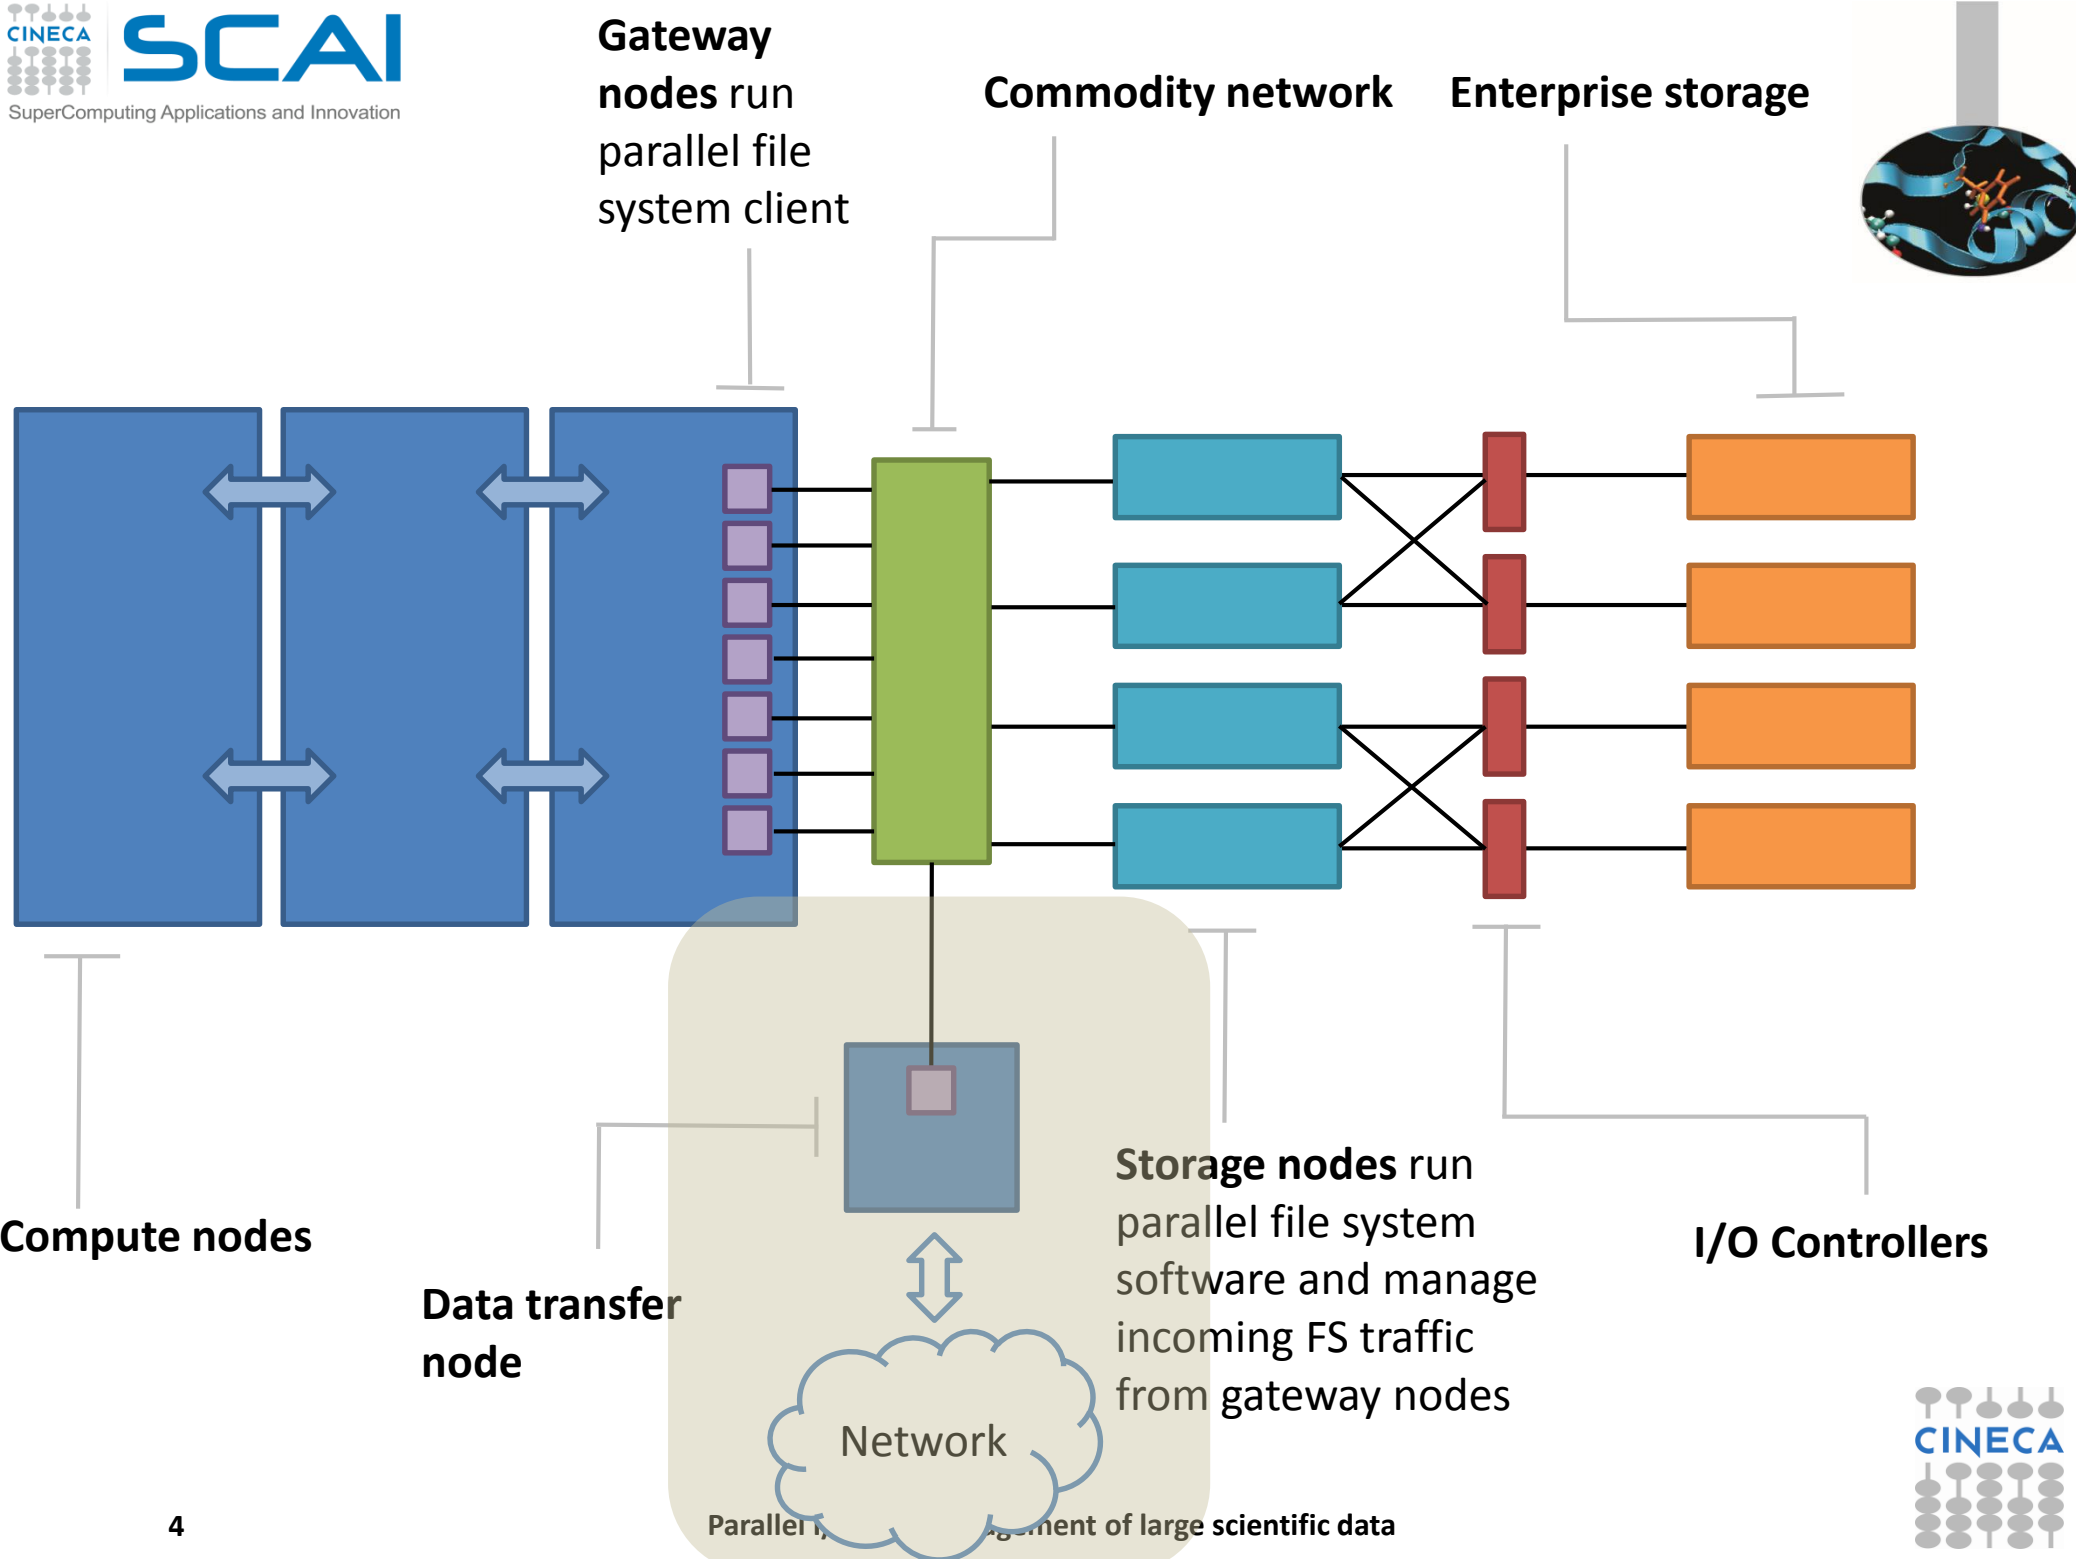 CINECA
SCAI
SuperComputing Applications and Innovation
Gateway
nodes run
parallel file
system client
Commodity network
Enterprise storage
Compute nodes
Data transfer
node
Storage nodes run
parallel file system
software and manage
incoming FS traffic
from gateway nodes
I/O Controllers
Network
CINECA
4
Parallel of large scientific data